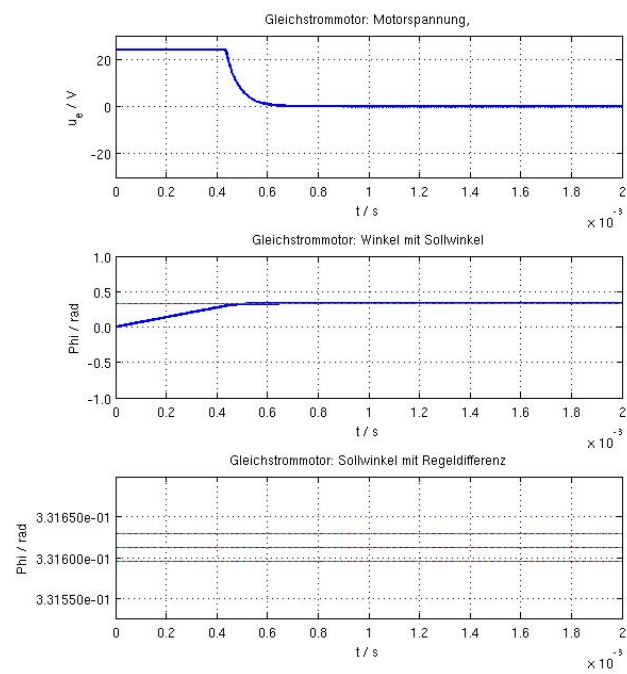 Gleichstrommotor: Motorspannung,
20
0
-20
u_e / V
0 0.2 0.4 0.6 0.8 1 1.2 1.4 1.6 1.8 2
t / s
x 10^-3
Gleichstrommotor: Winkel mit Sollwinkel
1.0
0.5
0.0
-0.5
-1.0
Phi / rad
0 0.2 0.4 0.6 0.8 1 1.2 1.4 1.6 1.8 2
t / s
x 10^-3
Gleichstrommotor: Sollwinkel mit Regeldifferenz
3.31650e-01
3.31600e-01
3.31550e-01
Phi / rad
0 0.2 0.4 0.6 0.8 1 1.2 1.4 1.6 1.8 2
t / s
x 10^-3